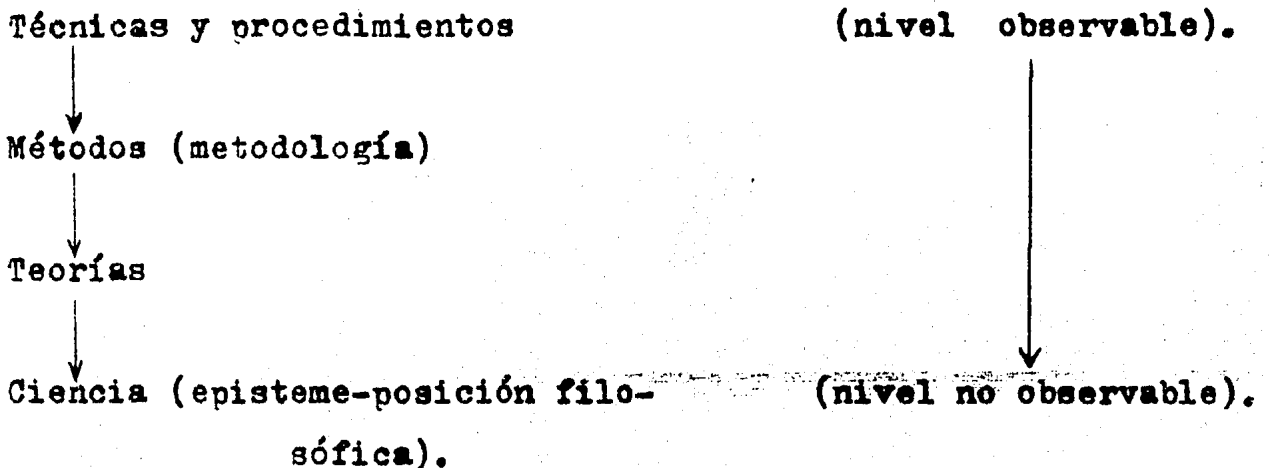 Técnicas y procedimientos (nivel observable).
Métodos (metodología)
Teorías
Ciencia (episteme-posición filo- (nivel no observable).
sófica).